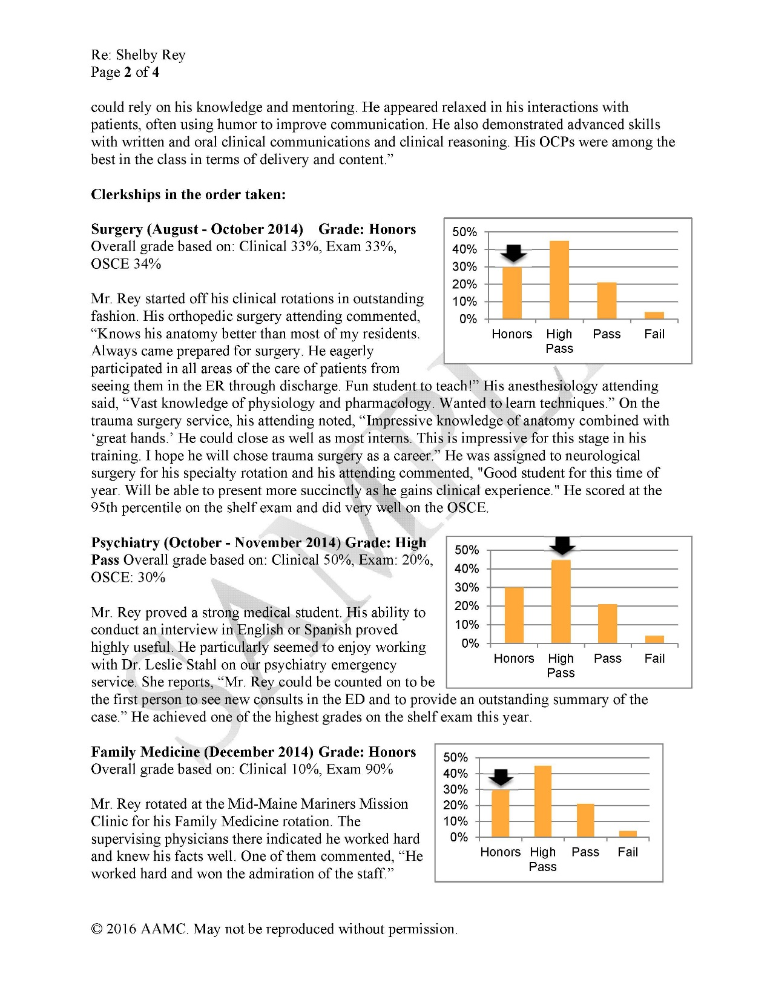 Re: Shelby Rey
Page 2 of 4
could rely on his knowledge and mentoring. He appeared relaxed in his interactions with
patients, often using humor to improve communication. He also demonstrated advanced skills
with written and oral clinical communications and clinical reasoning. His OCPs were among the
best in the class in terms of delivery and content.”
Clerkships in the order taken:
Surgery (August - October 2014) Grade: Honors
Overall grade based on: Clinical 33%, Exam 33%,
OSCE 34%
50%
40%
30%
20%
10%
0%
Honors High Pass Fail
Pass
Mr. Rey started off his clinical rotations in outstanding
fashion. His orthopedic surgery attending commented,
“Knows his anatomy better than most of my residents.
Always came prepared for surgery. He eagerly
participated in all areas of the care of patients from
seeing them in the ER through discharge. Fun student to teach!” His anesthesiology attending
said, “Vast knowledge of physiology and pharmacology. Wanted to learn techniques.” On the
trauma surgery service, his attending noted, “Impressive knowledge of anatomy combined with
‘great hands.’ He could close as well as most interns. This is impressive for this stage in his
training. I hope he will chose trauma surgery as a career.” He was assigned to neurological
surgery for his specialty rotation and his attending commented, "Good student for this time of
year. Will be able to present more succinctly as he gains clinical experience." He scored at the
95th percentile on the shelf exam and did very well on the OSCE.
Psychiatry (October - November 2014) Grade: High
Pass Overall grade based on: Clinical 50%, Exam: 20%,
OSCE: 30%
50%
40%
30%
20%
10%
0%
Honors High Pass Fail
Pass
Mr. Rey proved a strong medical student. His ability to
conduct an interview in English or Spanish proved
highly useful. He particularly seemed to enjoy working
with Dr. Leslie Stahl on our psychiatry emergency
service. She reports, “Mr. Rey could be counted on to be
the first person to see new consults in the ED and to provide an outstanding summary of the
case.” He achieved one of the highest grades on the shelf exam this year.
Family Medicine (December 2014) Grade: Honors
Overall grade based on: Clinical 10%, Exam 90%
50%
40%
30%
20%
10%
0%
Honors High Pass Fail
Pass
Mr. Rey rotated at the Mid-Maine Mariners Mission
Clinic for his Family Medicine rotation. The
supervising physicians there indicated he worked hard
and knew his facts well. One of them commented, “He
worked hard and won the admiration of the staff.”
© 2016 AAMC. May not be reproduced without permission.
SAMPLE